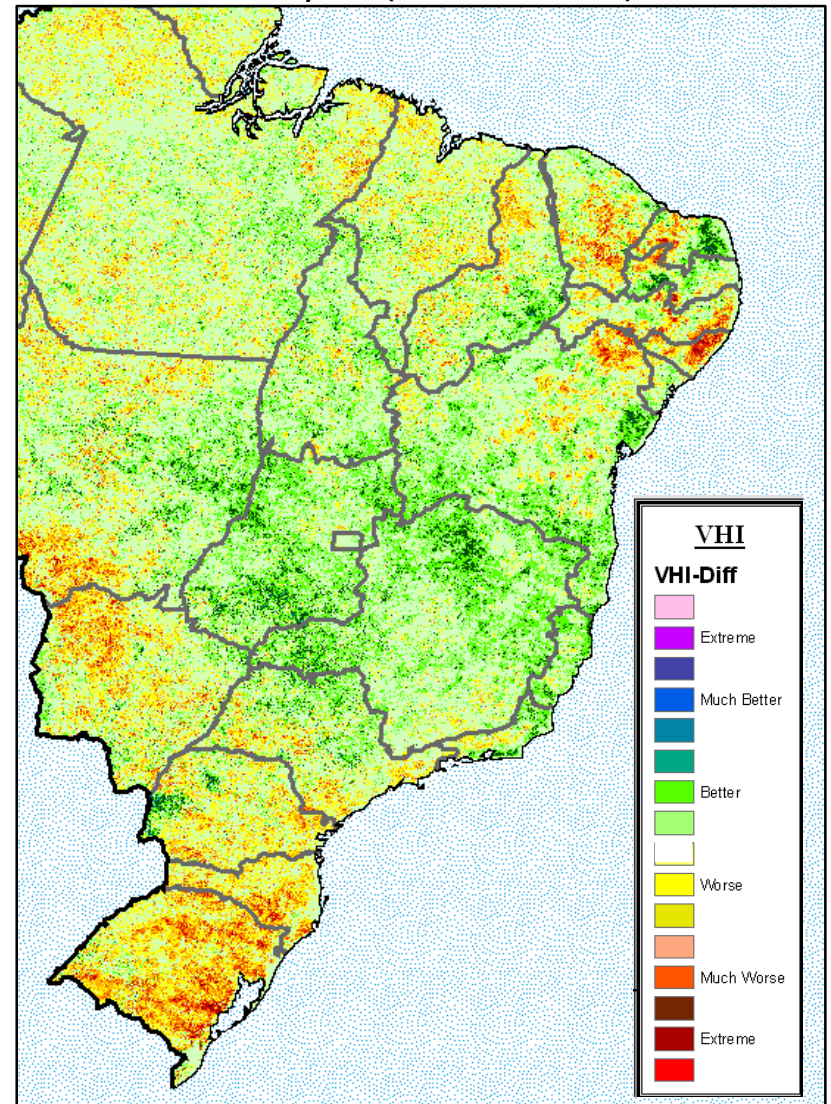 VHI
VHI-Diff
Extreme
Much Better
Better
Worse
Much Worse
Extreme